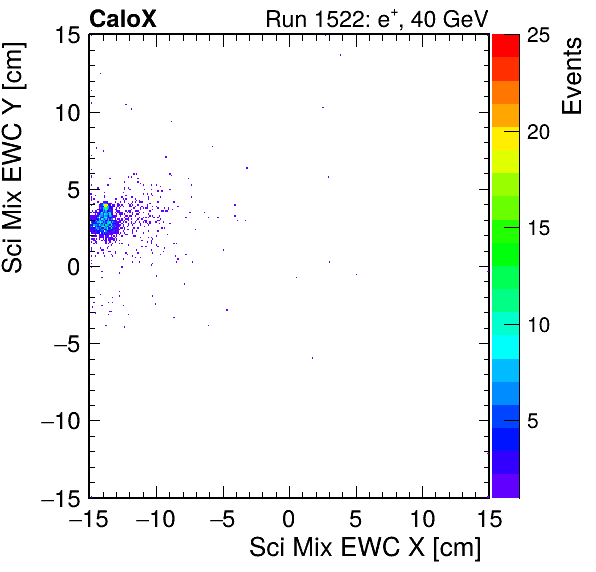 CaloX Run 1522: e+, 40 GeV
Sci Mix EWC Y [cm]
15
10
5
0
−5
−10
−15
−15 −10 −5 0 5 10 15
Sci Mix EWC X [cm]
Events
25
20
15
10
5